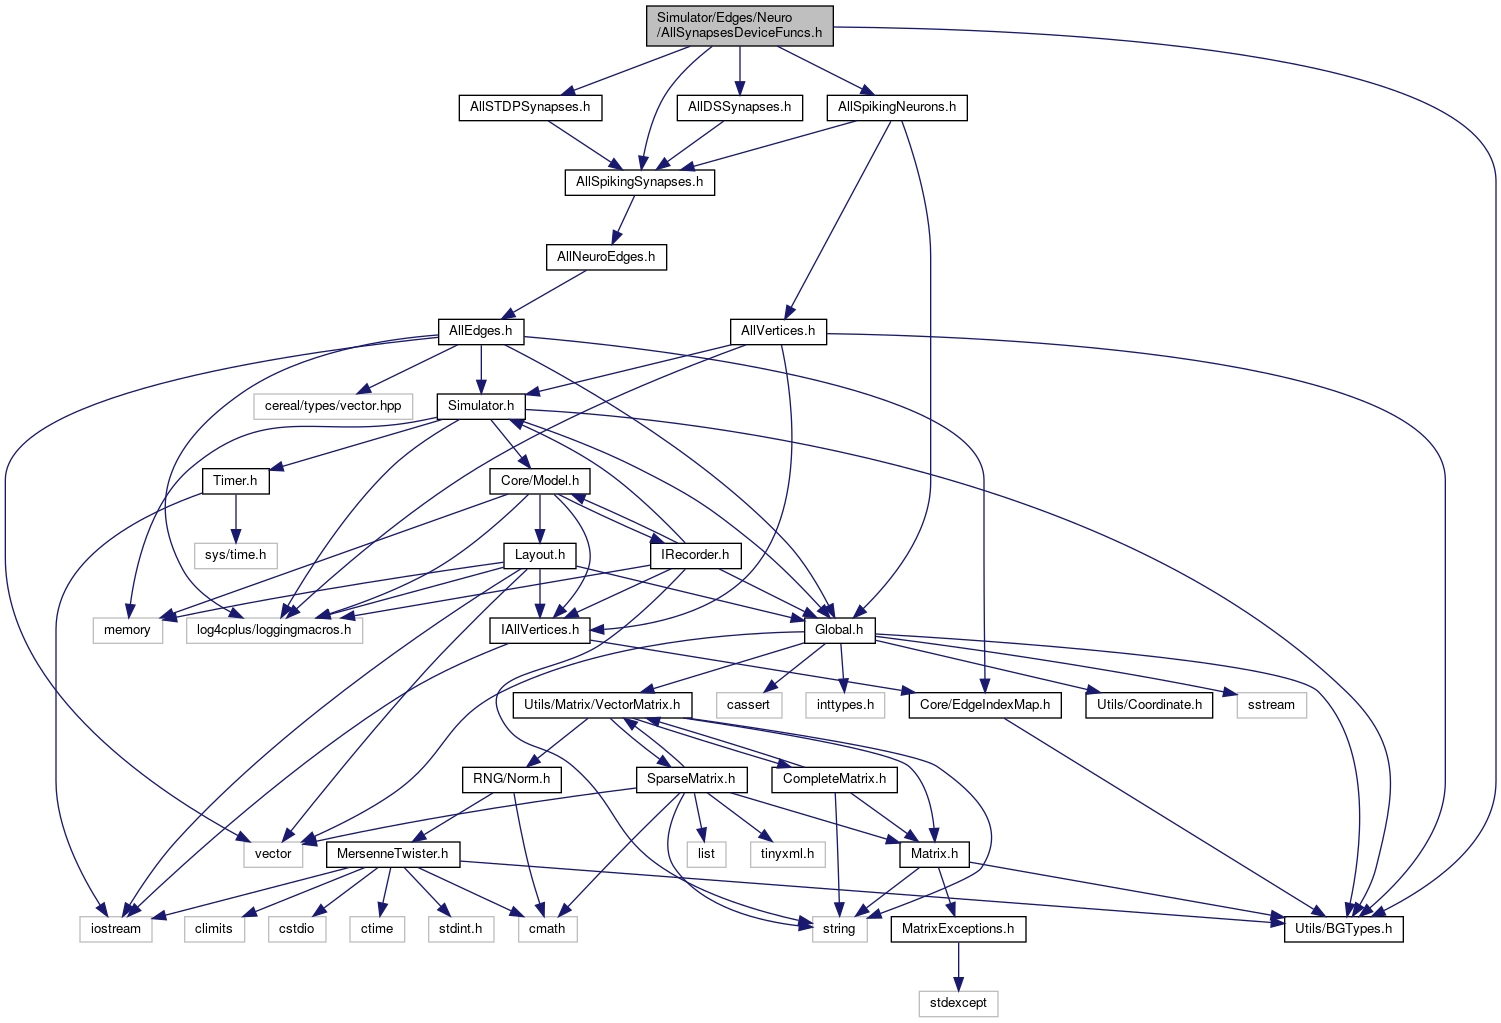 Simulator/Edges/Neuro
/AllSynapsesDeviceFuncs.h
AllSTDPSynapses.h
AllDSSynapses.h
AllSpikingNeurons.h
AllSpikingSynapses.h
AllNeuroEdges.h
AllEdges.h
AllVertices.h
cereal/types/vector.hpp
Simulator.h
Timer.h
Core/Model.h
sys/time.h
Layout.h
IRecorder.h
memory
log4cplus/loggingmacros.h
IAllVertices.h
Global.h
Utils/Matrix/VectorMatrix.h
cassert
inttypes.h
Core/EdgeIndexMap.h
Utils/Coordinate.h
sstream
RNG/Norm.h
SparseMatrix.h
CompleteMatrix.h
vector
MersenneTwister.h
list
tinyxml.h
Matrix.h
iostream
climits
cstdio
ctime
stdint.h
cmath
string
MatrixExceptions.h
Utils/BGTypes.h
stdexcept